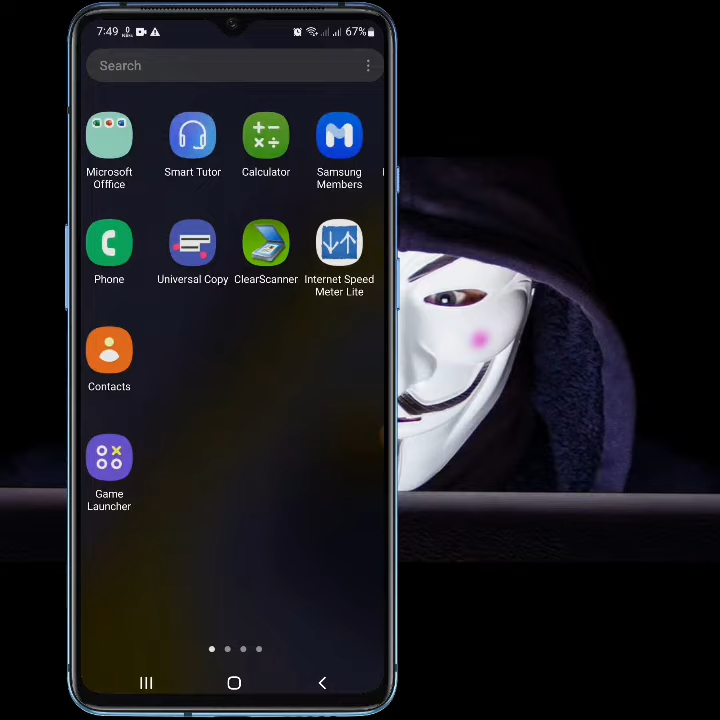 7:49 67%
Search
Microsoft Offfice
Smart Tutor
Calculator
Samsung Members
Phone
Universal Copy
ClearScanner
Internet Speed Meter Lite
Contacts
Game Launcher